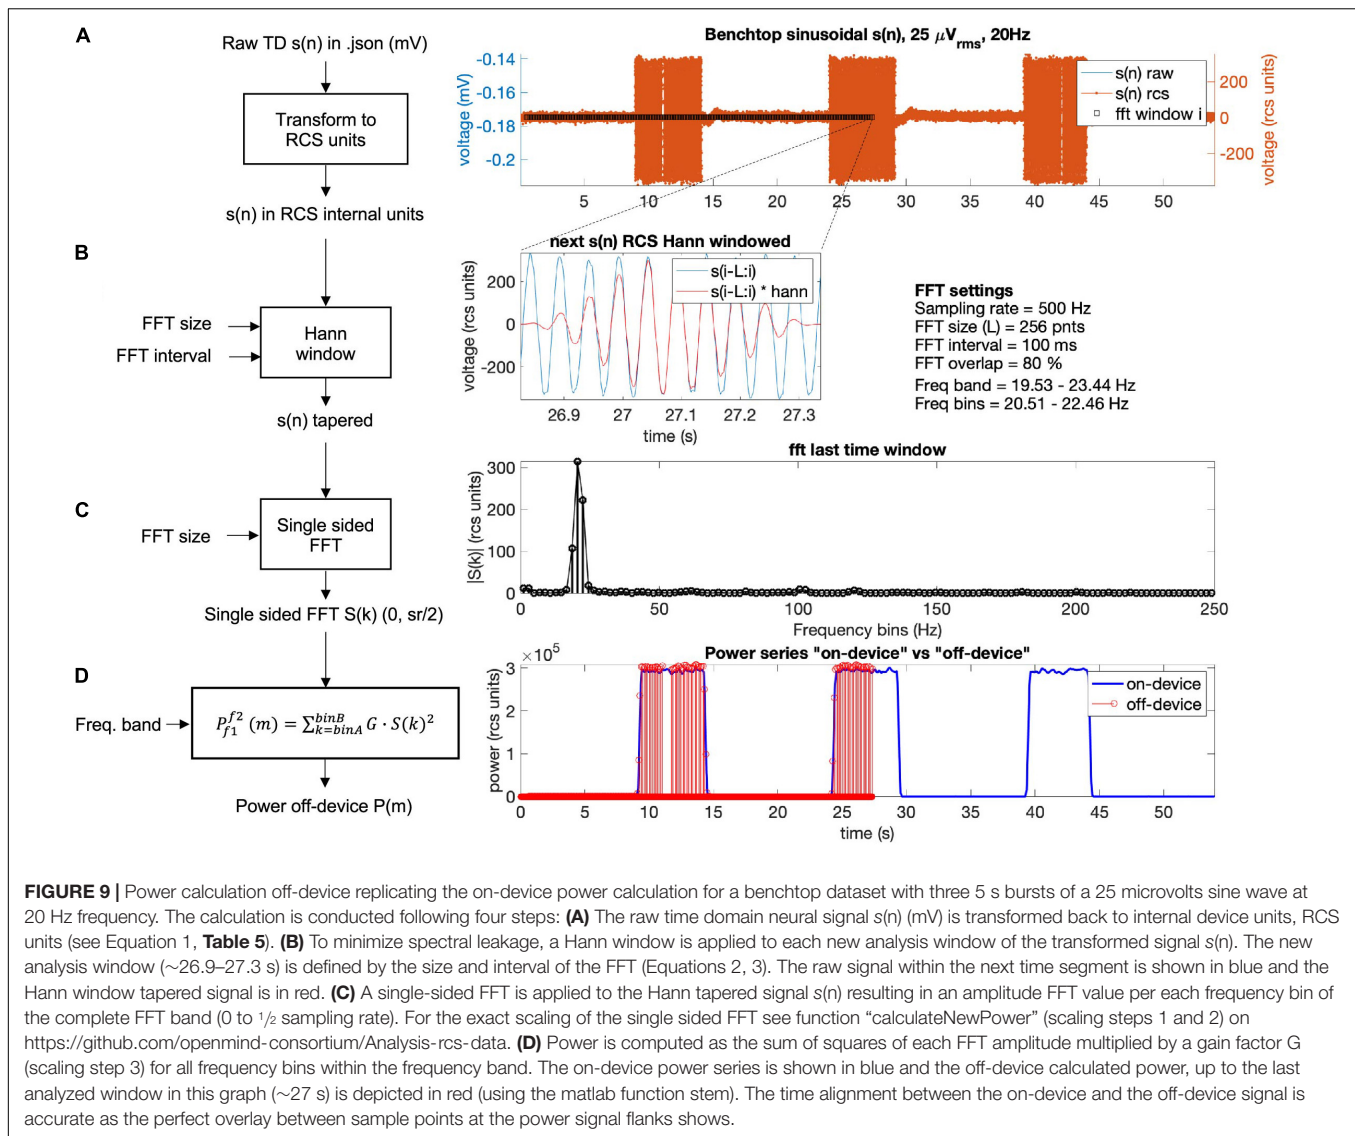 A
Raw TD s(n) in .json (mV)
Transform to
RCS units
s(n) in RCS internal units
Benchtop sinusoidal s(n), 25 μVrms, 20Hz
voltage (mV)
-0.14
-0.16
-0.18
-0.2
s(n) raw
s(n) rcs
fft window i
200
0
-200
voltage (rcs units)
5 10 15 20 25 30 35 40 45 50
B
FFT size
FFT interval
Hann
window
s(n) tapered
next s(n) RCS Hann windowed
voltage (rcs units)
200
0
-200
s(i-L:i)
s(i-L:i) * hann
26.9 27 27.1 27.2 27.3
time (s)
FFT settings
Sampling rate = 500 Hz
FFT size (L) = 256 pnts
FFT interval = 100 ms
FFT overlap = 80 %
Freq band = 19.53 - 23.44 Hz
Freq bins = 20.51 - 22.46 Hz
C
FFT size
Single sided
FFT
Single sided FFT S(k) (0, sr/2)
fft last time window
|S(k)| (rcs units)
300
200
100
0
0 50 100 150 200 250
Frequency bins (Hz)
D
Freq. band
P_{f1}^{f2} (m) = ∑_{k=binA}^{binB} G · S(k)²
Power off-device P(m)
Power series "on-device" vs "off-device"
×10⁵
power (rcs units)
3
2
1
0
on-device
off-device
0 5 10 15 20 25 30 35 40 45 50
time (s)
FIGURE 9 | Power calculation off-device replicating the on-device power calculation for a benchtop dataset with three 5 s bursts of a 25 microvolts sine wave at
20 Hz frequency. The calculation is conducted following four steps: (A) The raw time domain neural signal s(n) (mV) is transformed back to internal device units, RCS
units (see Equation 1, Table 5). (B) To minimize spectral leakage, a Hann window is applied to each new analysis window of the transformed signal s(n). The new
analysis window (∼26.9–27.3 s) is defined by the size and interval of the FFT (Equations 2, 3). The raw signal within the next time segment is shown in blue and the
Hann window tapered signal is in red. (C) A single-sided FFT is applied to the Hann tapered signal s(n) resulting in an amplitude FFT value per each frequency bin of
the complete FFT band (0 to 1/2 sampling rate). For the exact scaling of the single sided FFT see function “calculateNewPower” (scaling steps 1 and 2) on
https://github.com/openmind-consortium/Analysis-rcs-data. (D) Power is computed as the sum of squares of each FFT amplitude multiplied by a gain factor G
(scaling step 3) for all frequency bins within the frequency band. The on-device power series is shown in blue and the off-device calculated power, up to the last
analyzed window in this graph (∼27 s) is depicted in red (using the matlab function stem). The time alignment between the on-device and the off-device signal is
accurate as the perfect overlay between sample points at the power signal flanks shows.